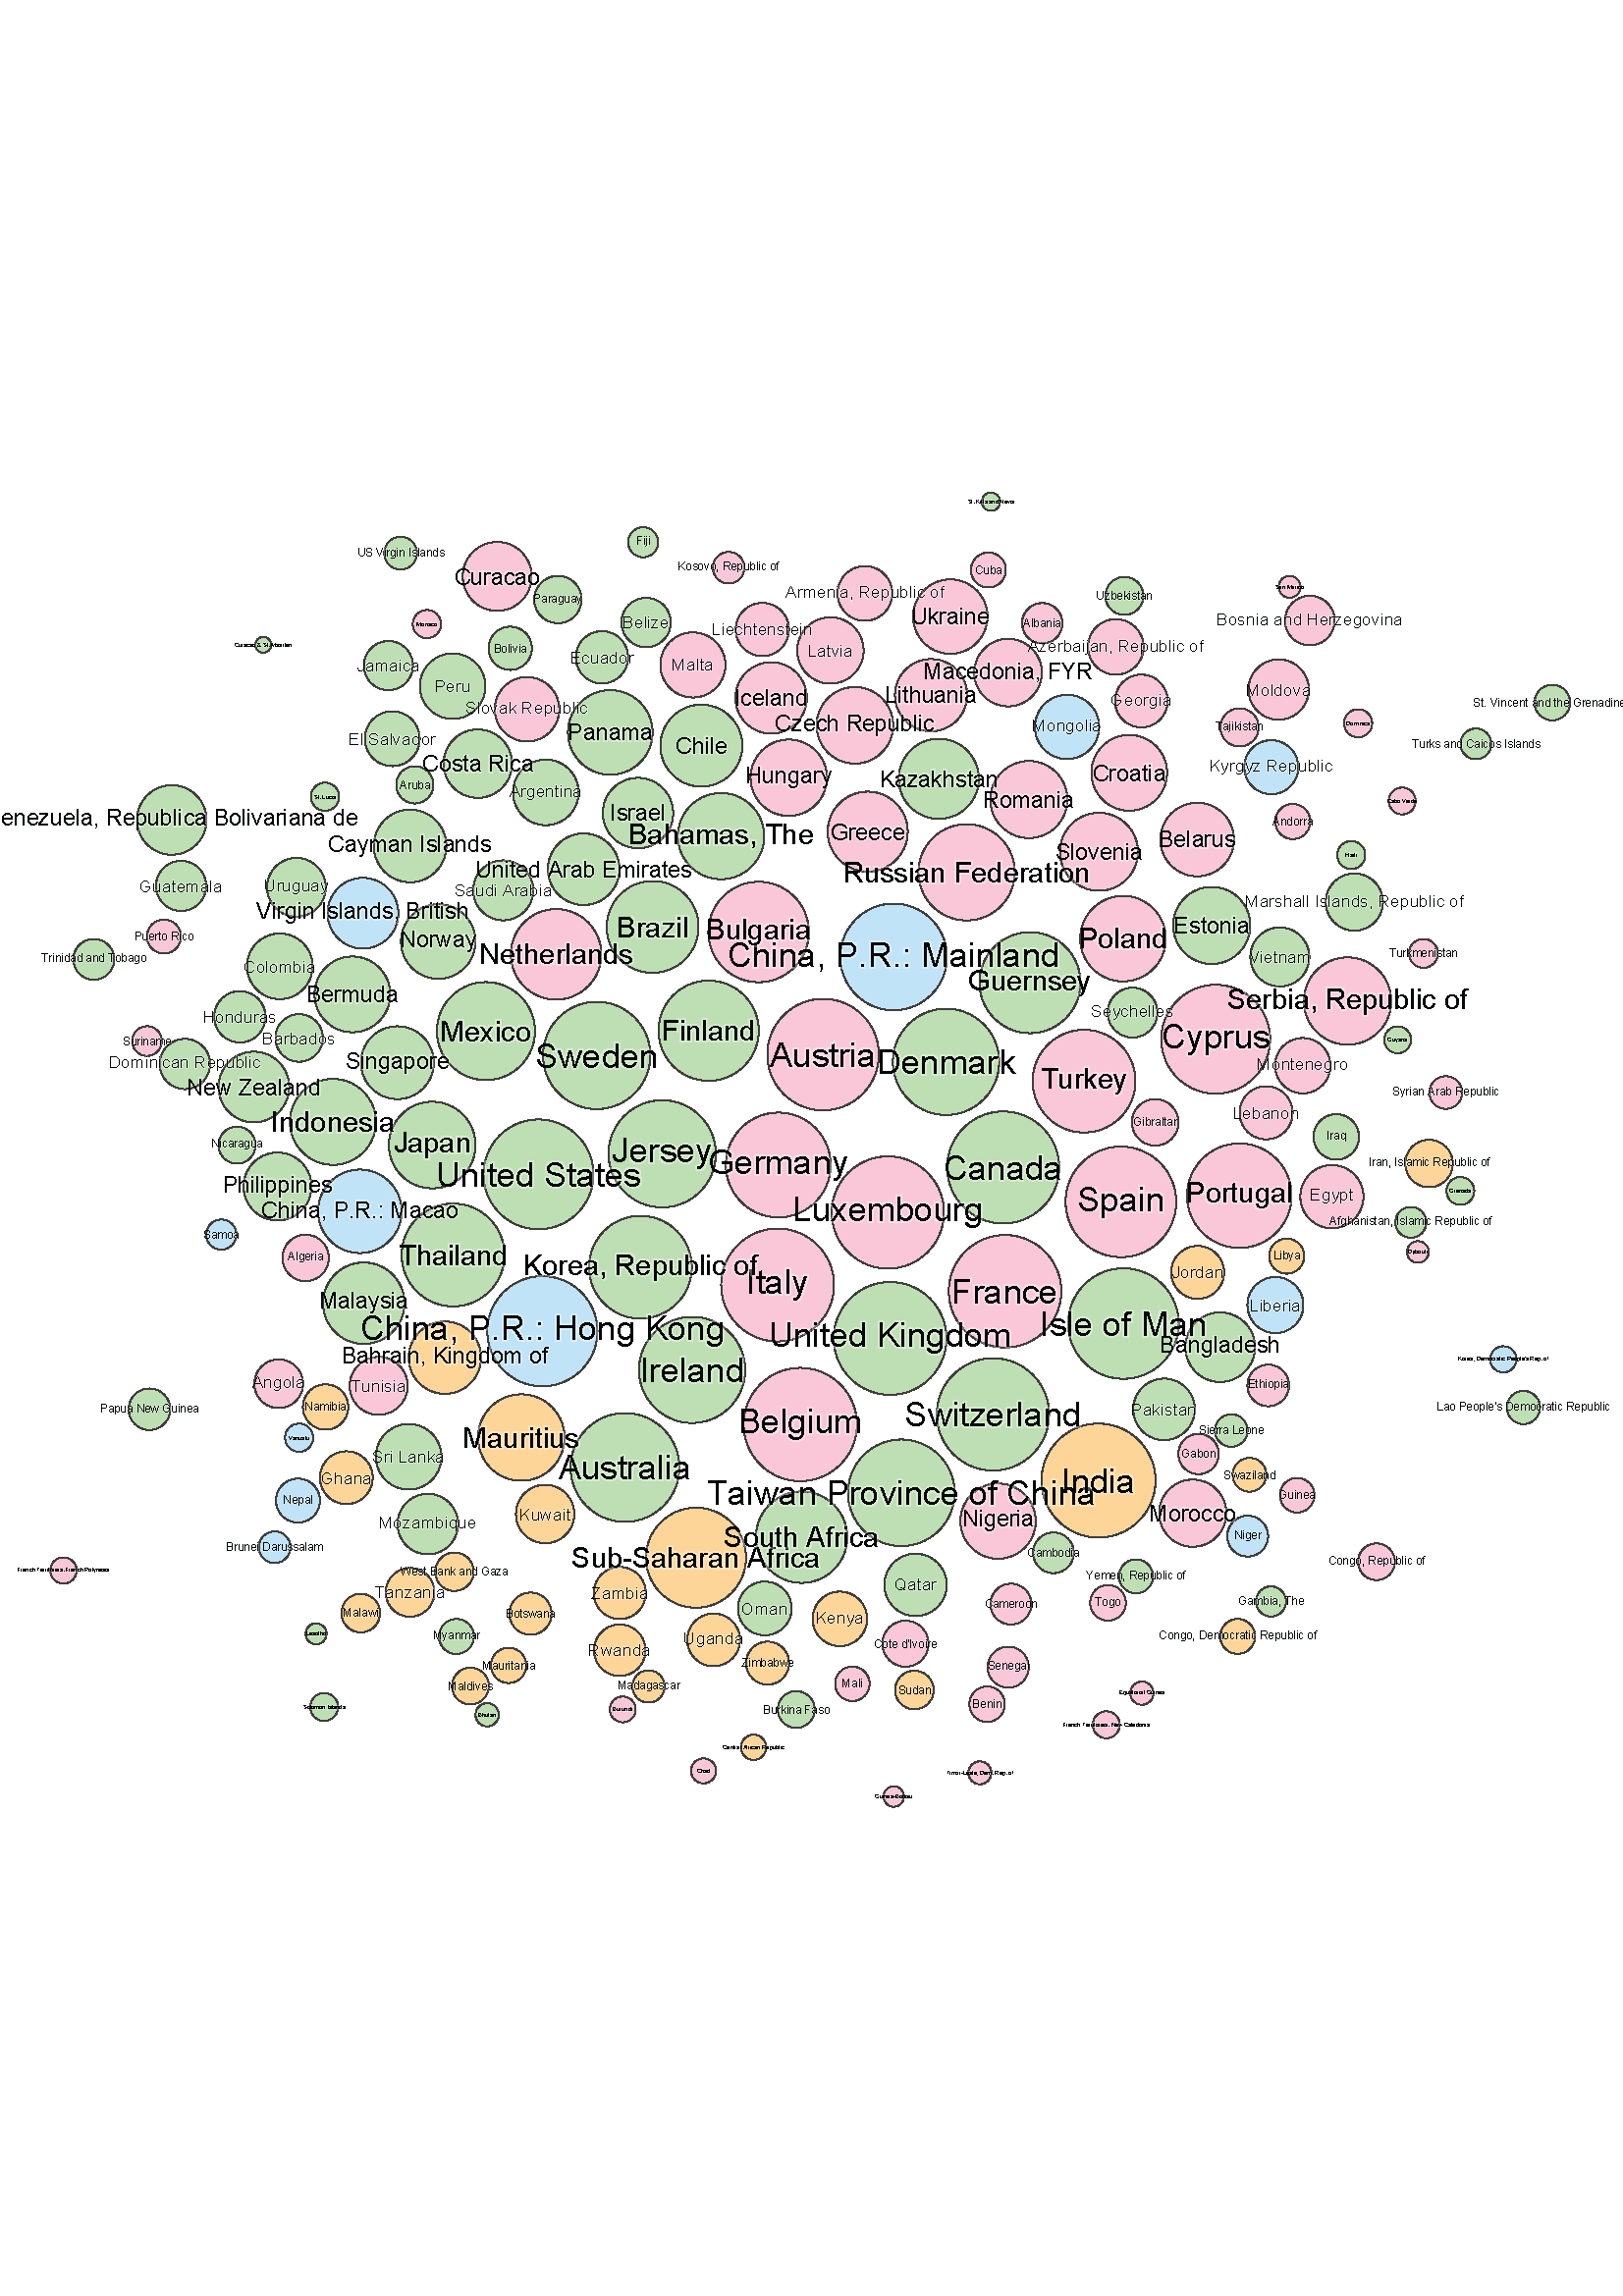 Fiji
US Virgin Islands
Kosovo, Republic of
Cuba
Curacao
Armenia, Republic of
Uzbekistan
Paraguay
Ukraine
Bosnia and Herzegovina
Monaco
Belize
Liechtenstein
Albania
Bolivia
Azerbaijan, Republic of
Latvia
Ecuador
Jamaica
Malta
Macedonia, FYR
Peru
Moldova
Georgia
Lithuania
Iceland
St. Vincent and the Grenadine
Slovak Republic
Czech Republic
Dominica
Mongolia
Tajikistan
Panama
El Salvador
Chile
Turks and Caicos Islands
Costa Rica
Kyrgyz Republic
Croatia
Hungary
Kazakhstan
Aruba
Argentina
St. Lucia
Romania
Cabo Verde
Israel
enezuela, Republica Bolivariana de
Andorra
Greece
Bahamas, The
Belarus
Cayman Islands
Slovenia
Haiti
United Arab Emirates
Russian Federation
Guatemala
Uruguay
Saudi Arabia
Marshall Islands, Republic of
Virgin Islands, British
Estonia
Brazil
Bulgaria
Puerto Rico
Poland
Norway
Turkmenistan
Netherlands
China, P.R.: Mainland
Vietnam
Trinidad and Tobago
Colombia
Guernsey
Bermuda
Serbia, Republic of
Seychelles
Honduras
Mexico
Finland
Barbados
Cyprus
Guyana
Suriname
Sweden
Austria
Denmark
Singapore
Dominican Republic
Montenegro
Turkey
New Zealand
Syrian Arab Republic
Lebanon
Indonesia
Gibraltar
Iraq
Nicaragua
Japan
Jersey
Germany
Iran, Islamic Republic of
Canada
United States
Philippines
Grenada
Portugal
Egypt
Spain
China, P.R.: Macao
Luxembourg
Afghanistan, Islamic Republic of
Samoa
Djibouti
Thailand
Libya
Algeria
Korea, Republic of
Jordan
Italy
France
Malaysia
Liberia
Isle of Man
China, P.R.: Hong Kong
United Kingdom
Bangladesh
Bahrain, Kingdom of
Korea, Democratic People's Rep. of
Ireland
Angola
Ethiopia
Tunisia
Namibia
Lao People's Democratic Republic
Papua New Guinea
Pakistan
Switzerland
Belgium
Sierra Leone
Mauritius
Vanuatu
Gabon
Sri Lanka
Australia
Swaziland
Ghana
India
Taiwan Province of China
Guinea
Nepal
Kuwait
Morocco
Nigeria
Mozambique
Niger
South Africa
Brunei Darussalam
Cambodia
Sub-Saharan Africa
Congo, Republic of
French Territories: French Polynesia
West Bank and Gaza
Yemen, Republic of
Qatar
Tanzania
Zambia
Gambia, The
Togo
Cameroon
Oman
Malawi
Botswana
Kenya
Lesotho
Myanmar
Congo, Democratic Republic of
Uganda
Cote d'Ivoire
Rwanda
Zimbabwe
Mauritania
Senegal
Mali
Maldives
Madagascar
Sudan
Equatorial Guinea
Benin
Solomon Islands
Burundi
Burkina Faso
Bhutan
French Territories: New Caledonia
Central African Republic
Chad
Guinea-Bissau